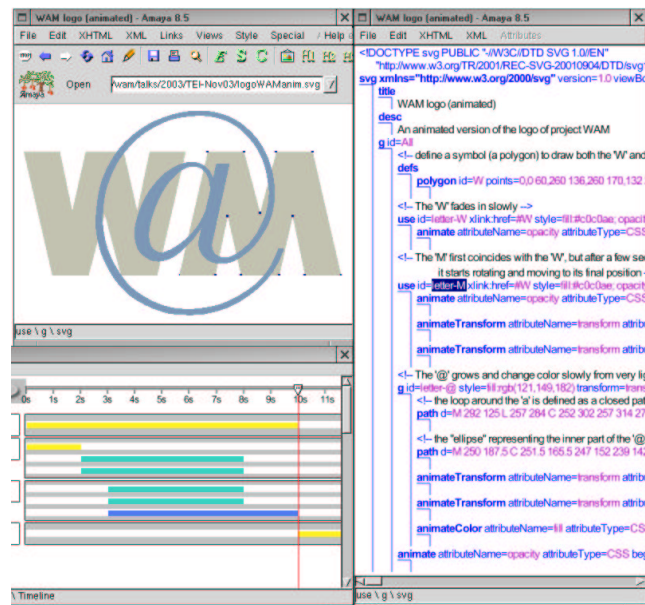 WAM logo (animated) - Amaya 8.5
File Edit XHTML XML Links Views Style Special / Help
Amaya Open /wam/talks/2003/TEI-Nov03/logoWAManim.svg
W@M
use \ g \ svg
0s 1s 2s 3s 4s 5s 6s 7s 8s 9s 10s 11s
\ Timeline
WAM logo (animated) - Amaya 8.5
File Edit XHTML XML Attributes
<!DOCTYPE svg PUBLIC "-//W3C//DTD SVG 1.0//EN"
"http://www.w3.org/TR/2001/REC-SVG-20010904/DTD/svg1
svg xmlns="http://www.w3.org/2000/svg" version=1.0 viewBo
title
WAM logo (animated)
desc
An animated version of the logo of project WAM
g id=All
<!-- define a symbol (a polygon) to draw both the 'W' and
defs
polygon id=W points=0,0 60,260 136,260 170,132
<!-- The 'W' fades in slowly -->
use id=letter-W xlink:href=#W style=fill:#c0c0ae; opacit
animate attributeName=opacity attributeType=CSS
<!-- The 'M' first coincides with the 'W', but after a few se
it starts rotating and moving to its final position -
use id=letter-M xlink:href=#W style=fill:#c0c0ae; opacity
animate attributeName=opacity attributeType=CSS
animateTransform attributeName=transform attrib
animateTransform attributeName=transform attrib
<!-- The '@' grows and change color slowly from very lig
g id=letter-@ style=fill:rgb(121,149,182) transform=trans
<!-- the loop around the 'a' is defined as a closed pat
path d=M 292 125 L 257 284 C 252 302 257 314 27
<!-- the "ellipse" representing the inner part of the '@
path d=M 250 187.5 C 251.5 165.5 247 152 239 142
animateTransform attributeName=transform attrib
animateTransform attributeName=transform attrib
animateColor attributeName=fill attributeType=CS
animate attributeName=opacity attributeType=CSS beg
use \ g \ svg